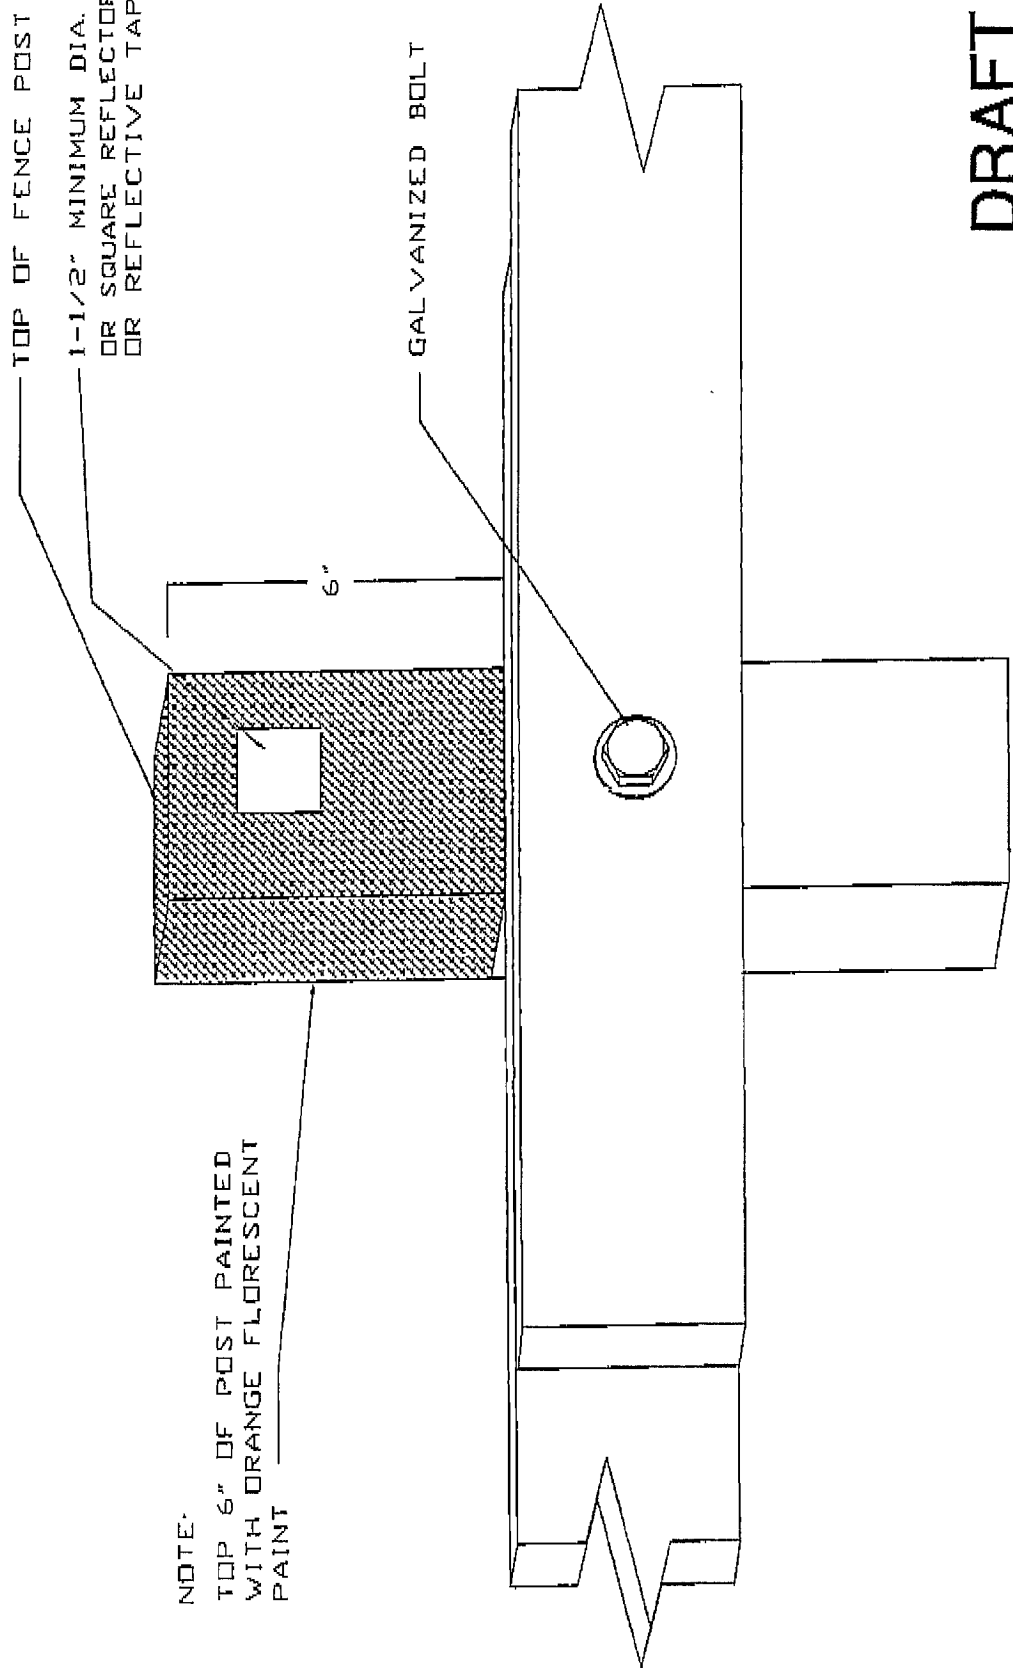 TOP OF FENCE POST
1-1/2" MINIMUM DIA.
OR SQUARE REFLECTOR
OR REFLECTIVE
GALVANIZED BOLT
6"
NOTE:
TOP 6" OF POST PAINTED
WITH ORANGE FLORESCENT
PAINT
DRAFT